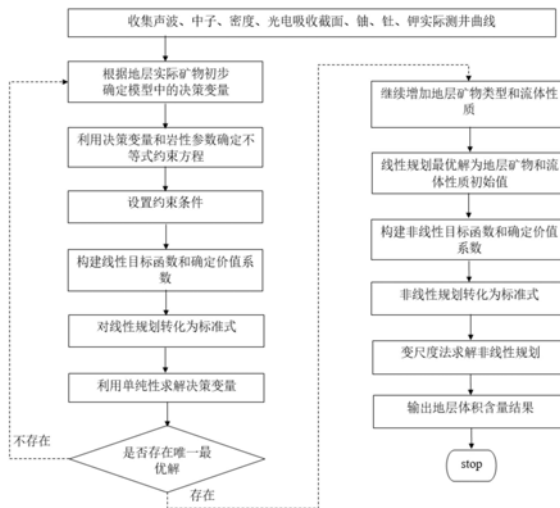 收集声波、中子、密度、光电吸收截面、铀、钍、钾实际测井曲线
根据地层实际矿物初步
确定模型中的决策变量
利用决策变量和岩性参数确定不
等式约束方程
设置约束条件
构建线性目标函数和确定价值系
数
对线性规划转化为标准式
利用单纯性求解决策变量
不存在
是否存在唯一最
优解
存在
继续增加地层矿物类型和流体性
质
线性规划最优解为地层矿物和流
体性质初始值
构建非线性目标函数和确定价值
系数
非线性规划转化为标准式
变尺度法求解非线性规划
输出地层体积含量结果
stop